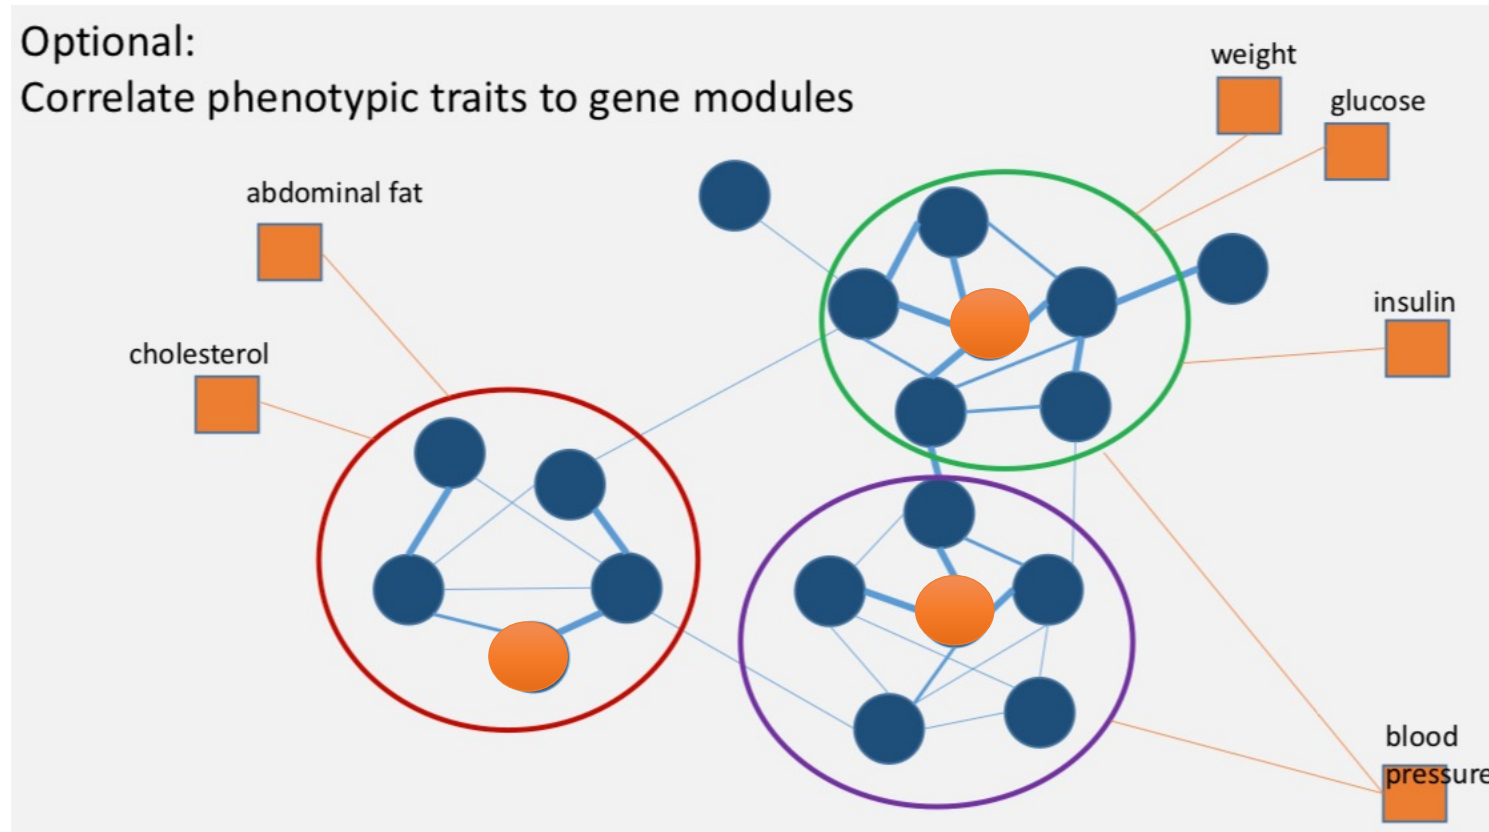 Optional:
Correlate phenotypic traits to gene modules
weight
glucose
abdominal fat
insulin
cholesterol
blood
pressure